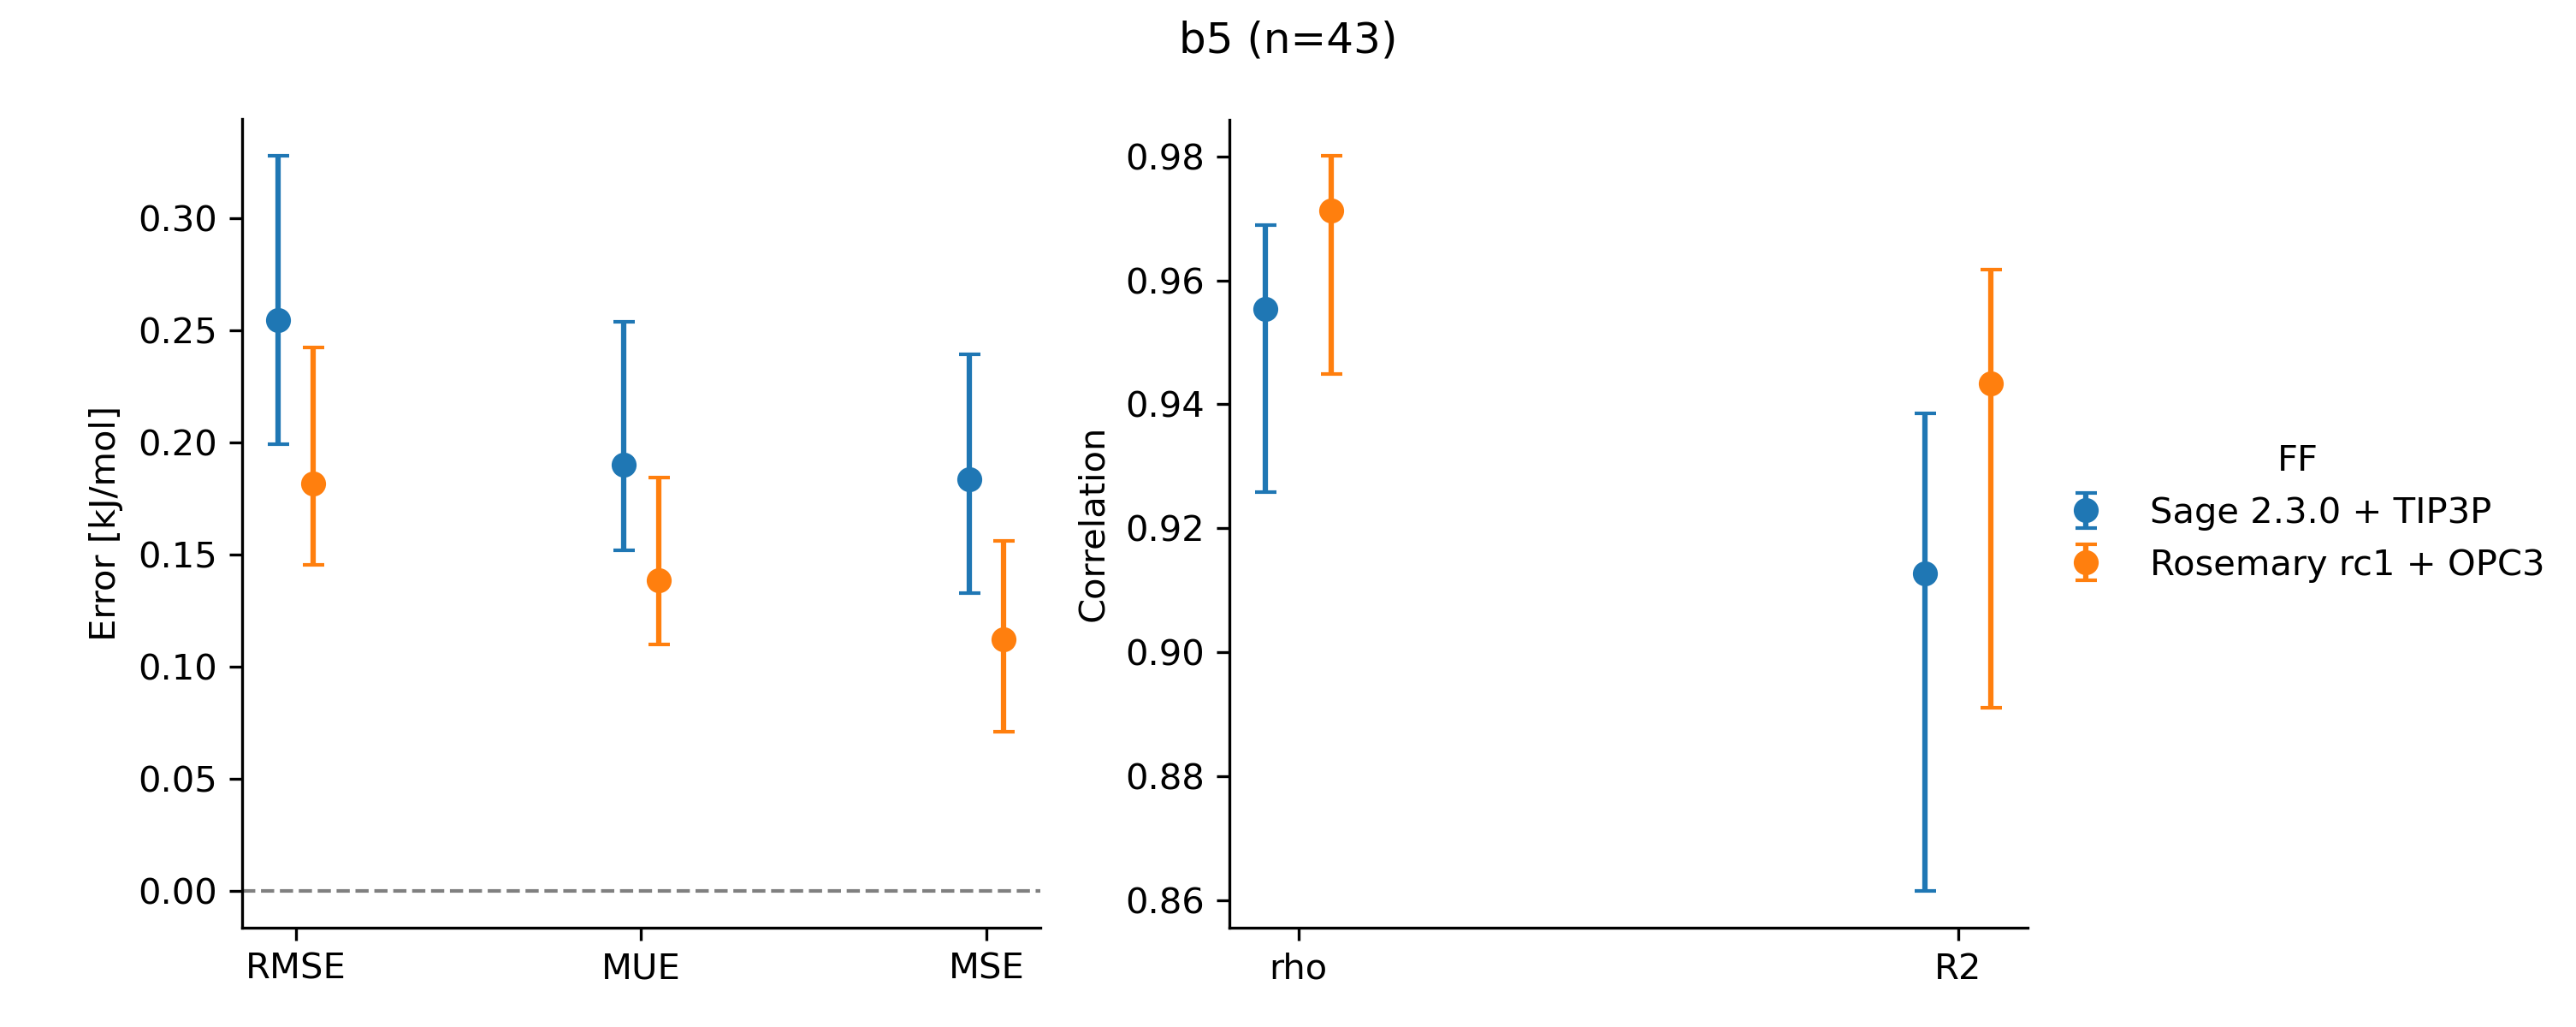 b5 (n=43)
Error [kJ/mol]
0.30
0.25
0.20
0.15
0.10
0.05
0.00
RMSE
MUE
MSE
Correlation
0.98
0.96
0.94
0.92
0.90
0.88
0.86
rho
R2
FF
Sage 2.3.0 + TIP3P
Rosemary rc1 + OPC3